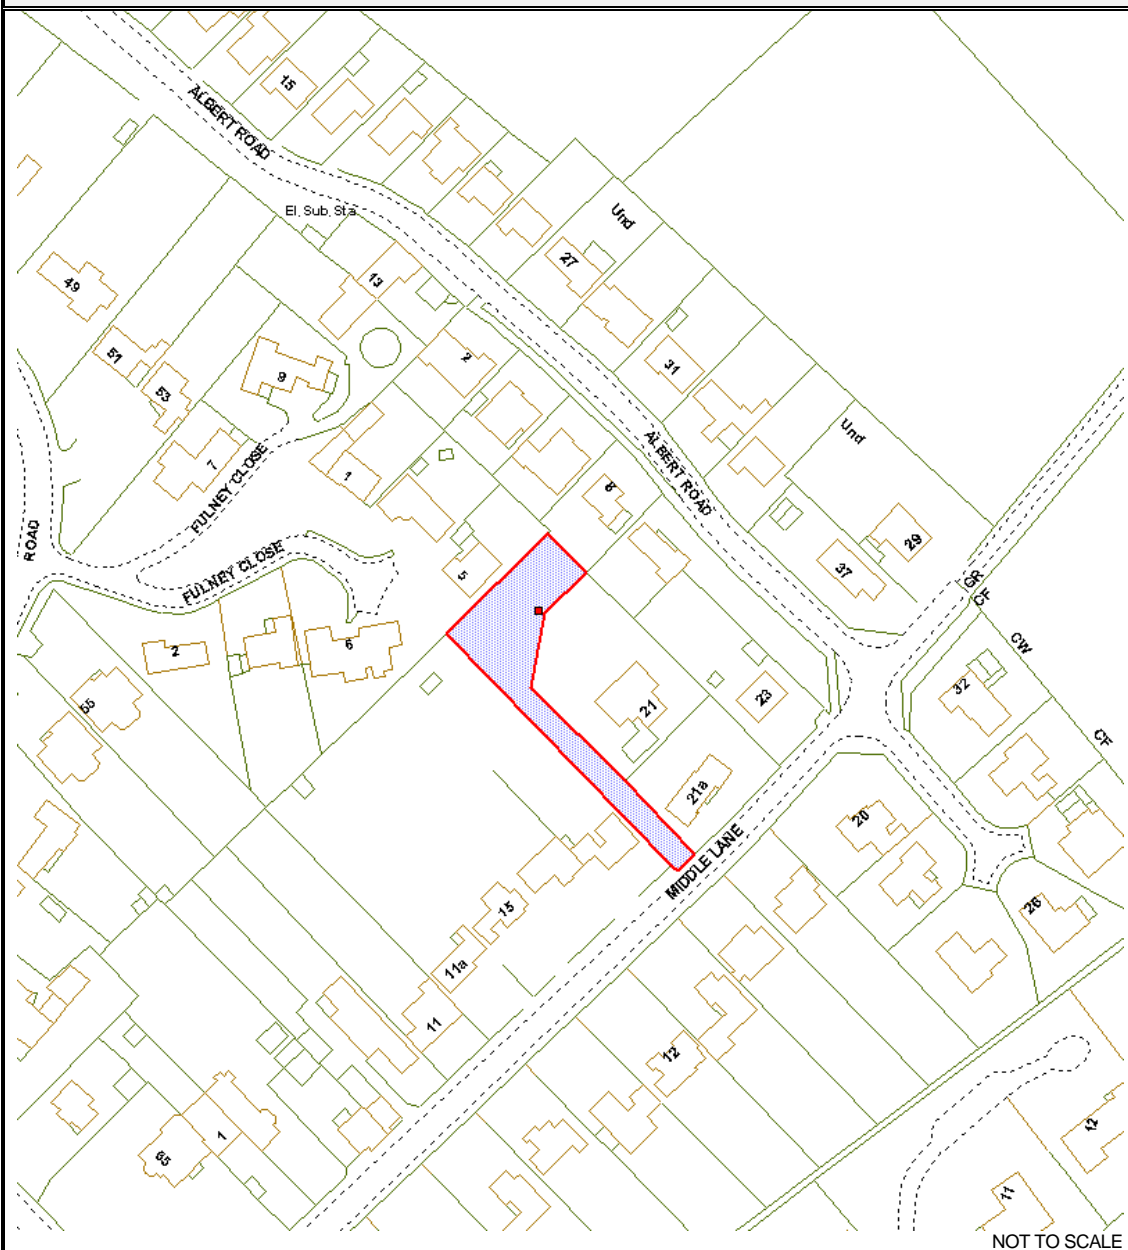 15
ALBERT ROAD
El. Sub. Sta
Und
27
13
49
2
51
9
31
53
Und
7
1
ALBERT ROAD
FULNEY CLOSE
8
ROAD
29
FULNEY CLOSE
5
37
GR
CF
CW
2
6
32
21
23
55
CF
21a
20
MIDDLE LANE
15
26
11a
11
12
12
1
65
11
NOT TO SCALE